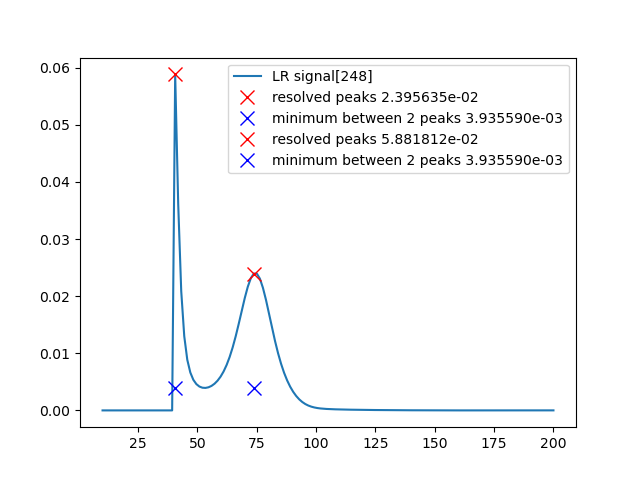 0.06
0.05
0.04
0.03
0.02
0.01
0.00
LR signal[248]
resolved peaks 2.395635e-02
minimum between 2 peaks 3.935590e-03
resolved peaks 5.881812e-02
minimum between 2 peaks 3.935590e-03
25 50 75 100 125 150 175 200